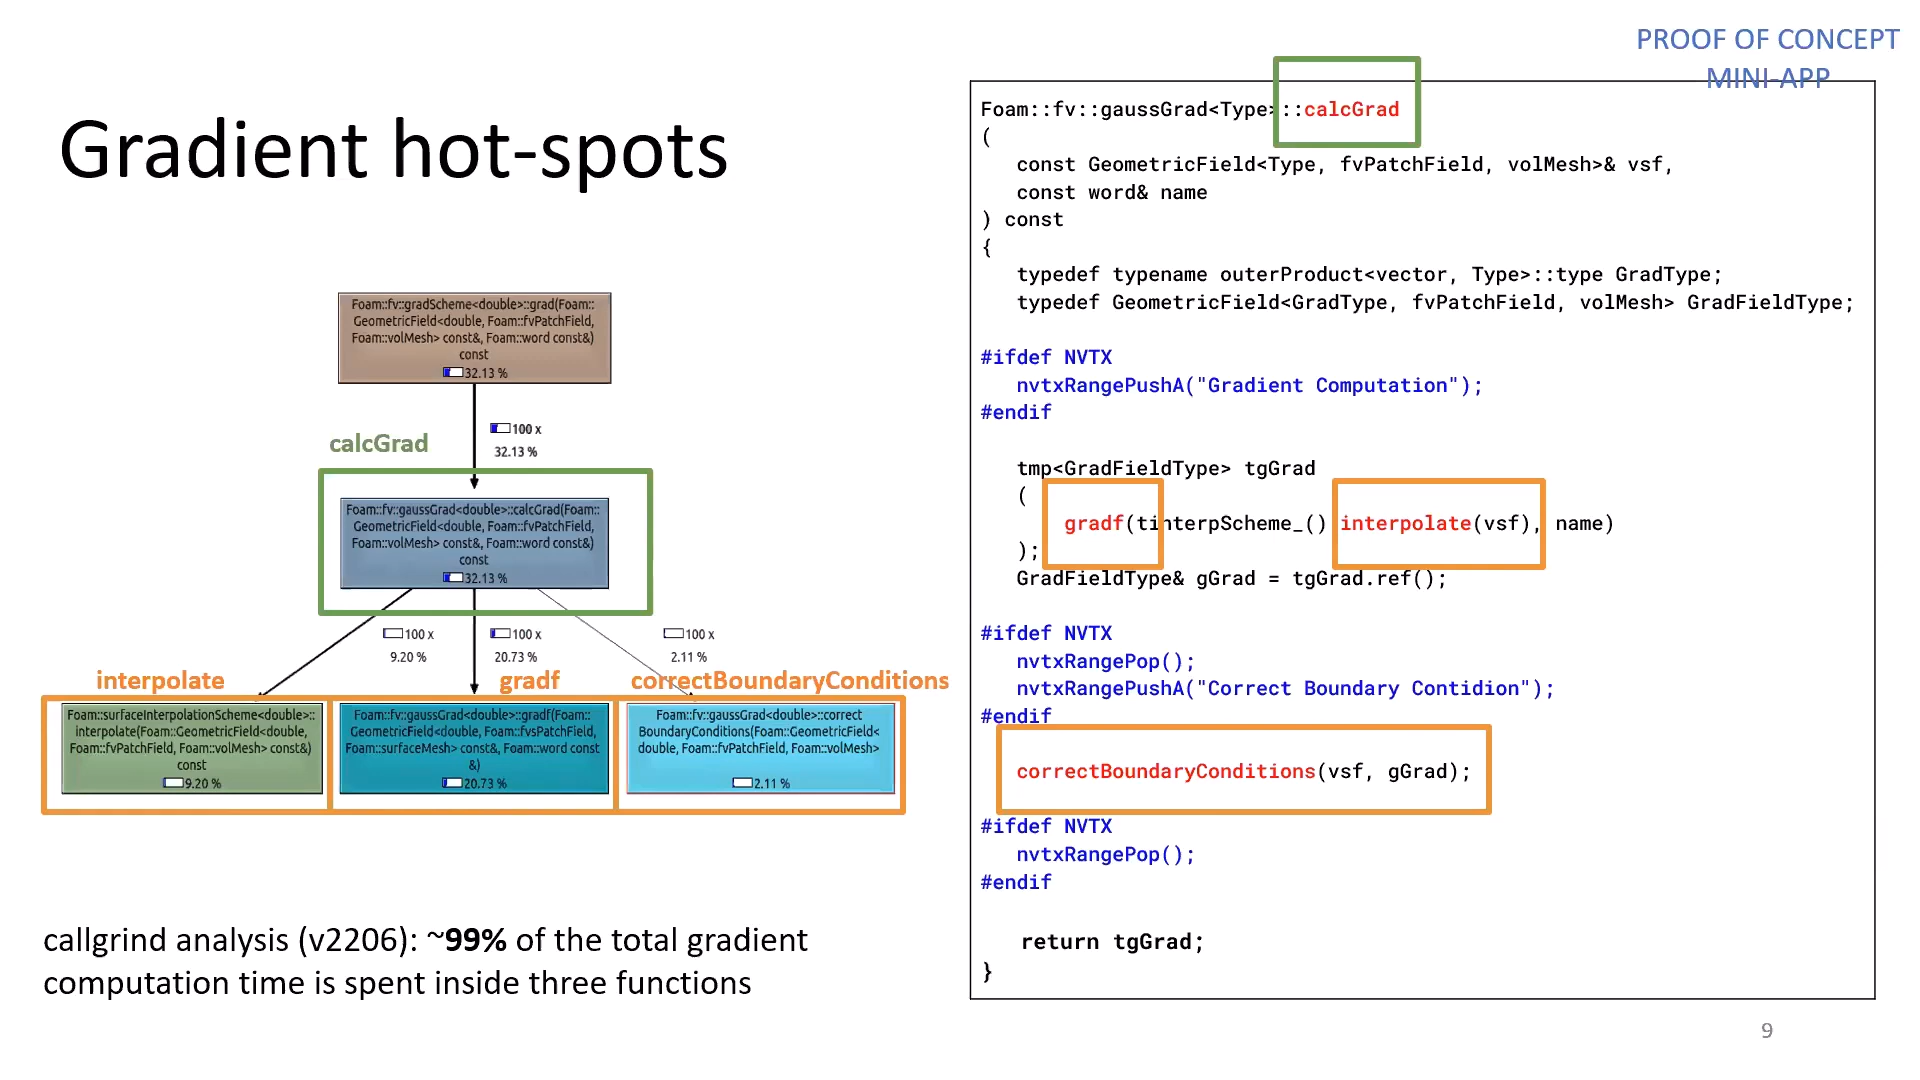 PROOF OF CONCEPT
MINI-APP
Gradient hot-spots
Foam::fv::gradScheme<double>::grad(Foam::
GeometricField<double, Foam::fvPatchField,
Foam::volMesh> const&, Foam::word const&)
const
32.13 %
100 x
32.13 %
calcGrad
Foam::fv::gaussGrad<double>::calcGrad(Foam::
GeometricField<double, Foam::fvPatchField,
Foam::volMesh> const&, Foam::word const&)
const
32.13 %
100 x
9.20 %
100 x
20.73 %
100 x
2.11 %
interpolate
gradf
correctBoundaryConditions
Foam::surfaceInterpolationScheme<double>::
interpolate(Foam::GeometricField<double,
Foam::fvPatchField, Foam::volMesh> const&)
const
9.20 %
Foam::fv::gaussGrad<double>::gradf(Foam::
GeometricField<double, Foam::fvsPatchField,
Foam::surfaceMesh> const&, Foam::word const
&)
20.73 %
Foam::fv::gaussGrad<double>::correct
BoundaryConditions(Foam::GeometricField<
double, Foam::fvPatchField, Foam::volMesh>
2.11 %
callgrind analysis (v2206): ~99% of the total gradient
computation time is spent inside three functions
Foam::fv::gaussGrad<Type>::calcGrad
(
const GeometricField<Type, fvPatchField, volMesh>& vsf,
const word& name
) const
{
typedef typename outerProduct<vector, Type>::type GradType;
typedef GeometricField<GradType, fvPatchField, volMesh> GradFieldType;
#ifdef NVTX
nvtxRangePushA("Gradient Computation");
#endif
tmp<GradFieldType> tgGrad
(
gradf(tinterpScheme_() interpolate(vsf), name)
);
GradFieldType& gGrad = tgGrad.ref();
#ifdef NVTX
nvtxRangePop();
nvtxRangePushA("Correct Boundary Contidion");
#endif
correctBoundaryConditions(vsf, gGrad);
#ifdef NVTX
nvtxRangePop();
#endif
return tgGrad;
}
9